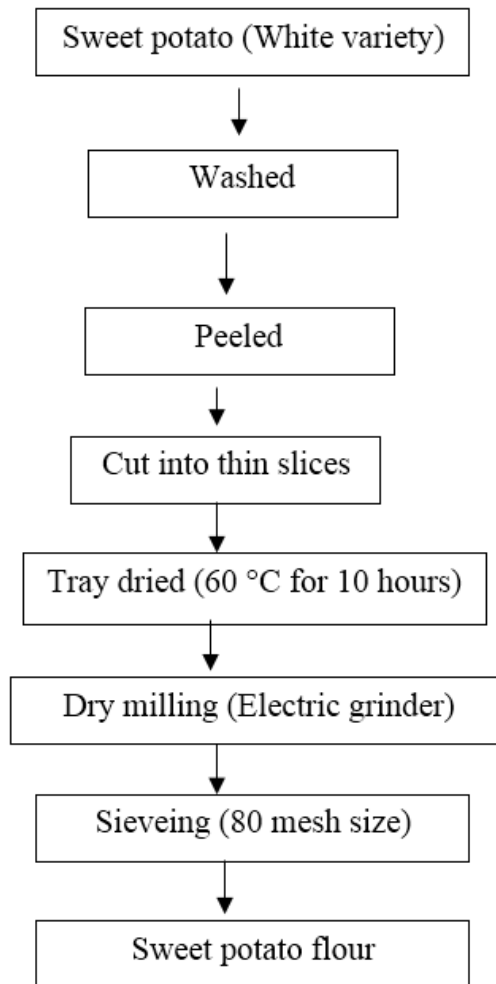 Sweet potato (White variety)
Washed
Peeled
Cut into thin slices
Tray dried (60 °C for 10 hours)
Dry milling (Electric grinder)
Sieveing (80 mesh size)
Sweet potato flour